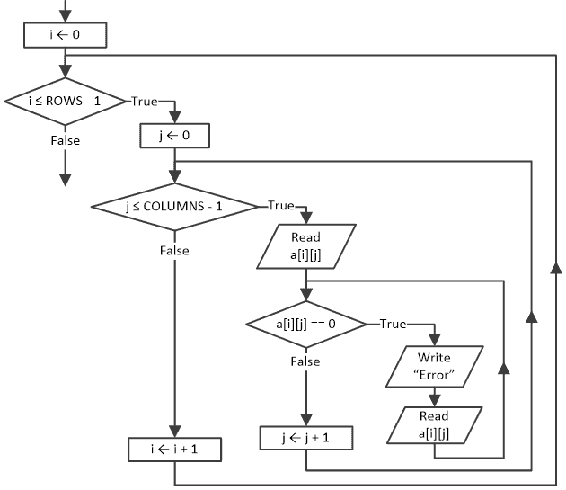 i ← 0
i ≤ ROWS - 1
True
False
j ← 0
j ≤ COLUMNS - 1
True
False
Read
a[i][j]
a[i][j] == 0
True
False
Write
“Error”
Read
a[i][j]
j ← j + 1
i ← i + 1